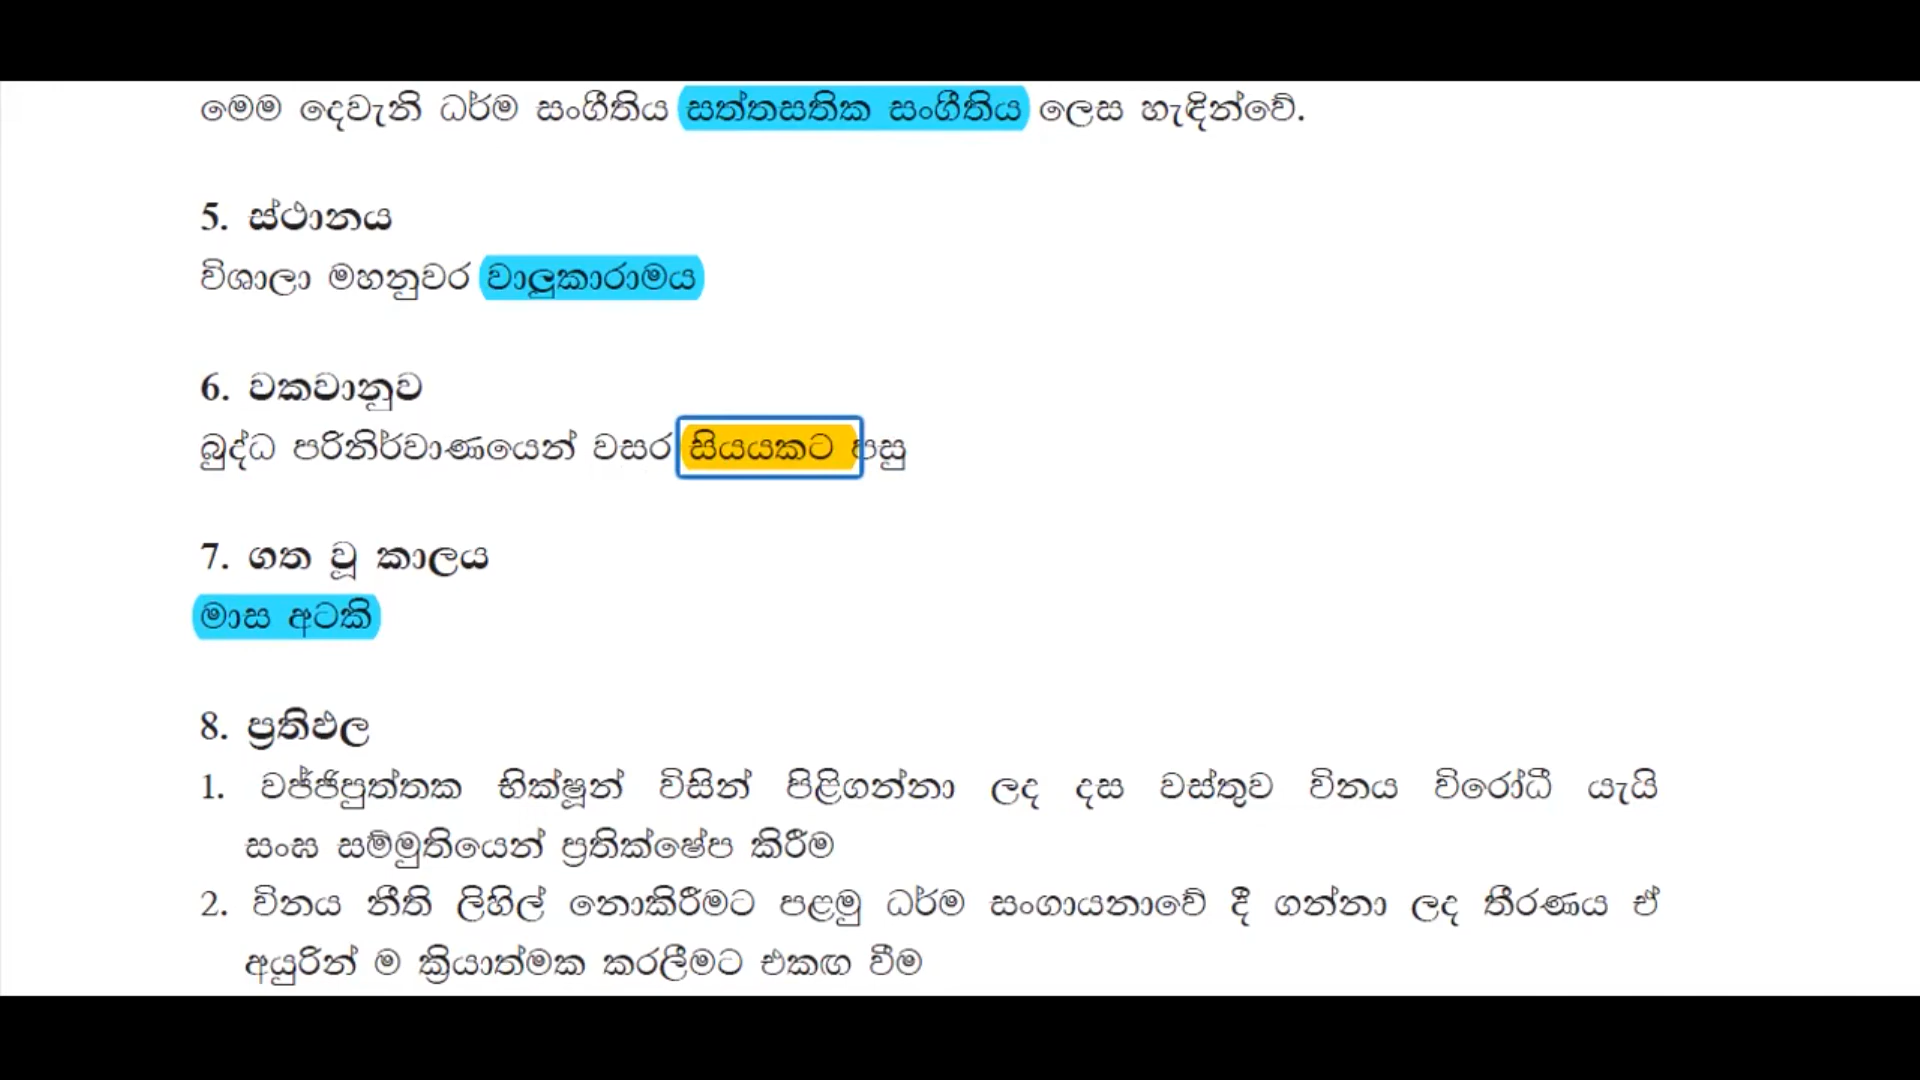 මෙම දෙවැනි ධර්ම සංගීතිය සත්තසතික සංගීතිය ලෙස හැඳින්වේ.
5. ස්ථානය
විශාලා මහනුවර වාලුකාරාමය
6. වකවානුව
බුද්ධ පරිනිර්වාණයෙන් වසර සියයකට පසු
7. ගත වූ කාලය
මාස අටකි
8. ප්‍රතිඵල
1. වජ්ජිපුත්තක භික්ෂූන් විසින් පිළිගන්නා ලද දස වස්තුව විනය විරෝධී යැයි
සංඝ සම්මුතියෙන් ප්‍රතික්ෂේප කිරීම
2. විනය නීති ලිහිල් නොකිරීමට පළමු ධර්ම සංගායනාවේ දී ගන්නා ලද තීරණය ඒ
අයුරින් ම ක්‍රියාත්මක කරලීමට එකඟ වීම